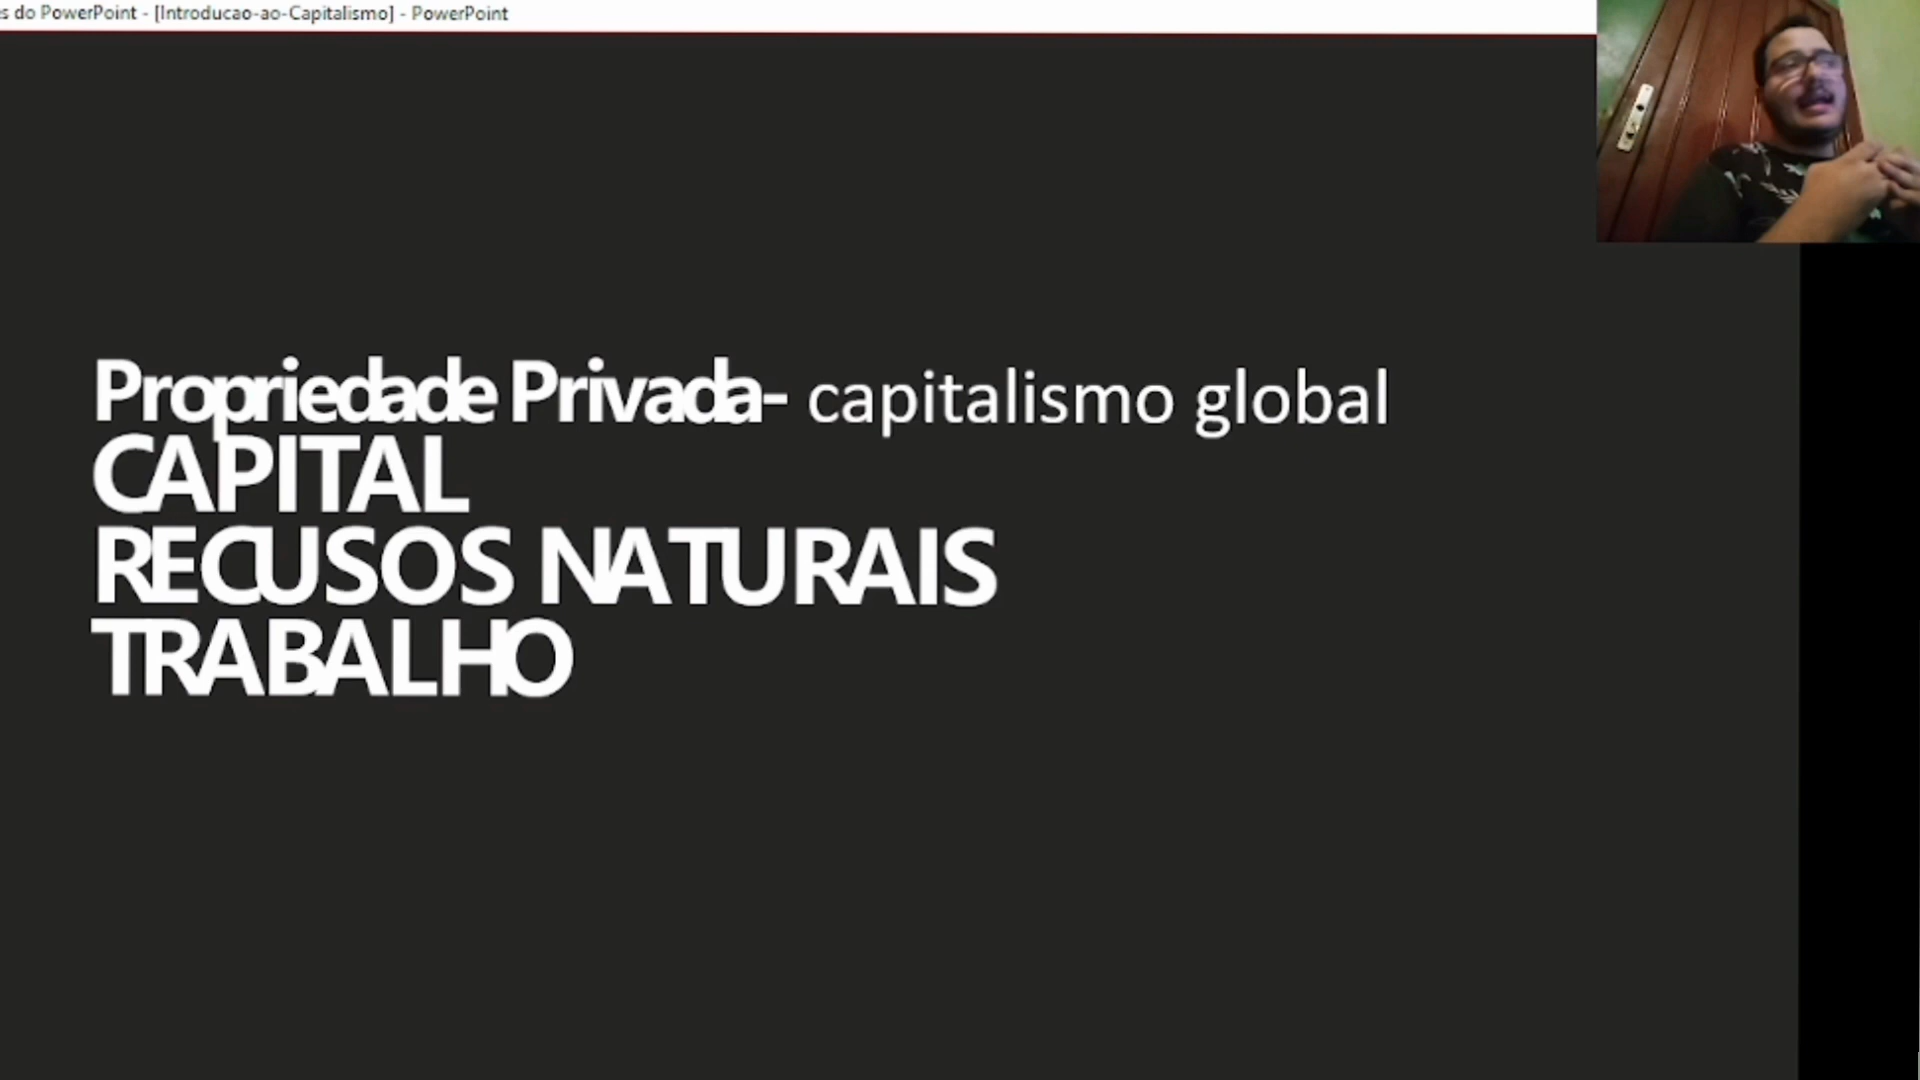 s do PowerPoint - [Introducao-ao-Capitalismo] - PowerPoint
Propriedade Privada- capitalismo global
CAPITAL
RECUSOS NATURAIS
TRABALHO